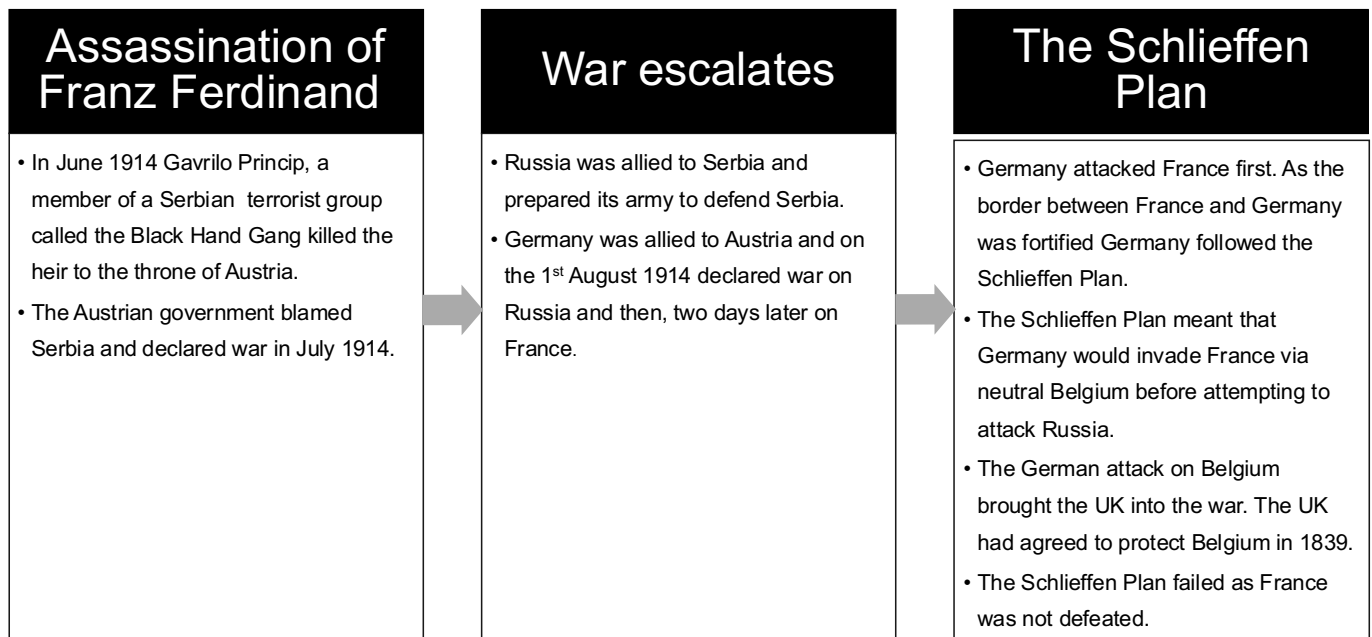 Assassination of
Franz Ferdinand
• In June 1914 Gavrilo Princip, a
member of a Serbian  terrorist group
called the Black Hand Gang killed the
heir to the throne of Austria.
• The Austrian government blamed
Serbia and declared war in July 1914.
War escalates
• Russia was allied to Serbia and
prepared its army to defend Serbia.
• Germany was allied to Austria and on
the 1st August 1914 declared war on
Russia and then, two days later on
France.
The Schlieffen
Plan
• Germany attacked France first. As the
border between France and Germany
was fortified Germany followed the
Schlieffen Plan.
• The Schlieffen Plan meant that
Germany would invade France via
neutral Belgium before attempting to
attack Russia.
• The German attack on Belgium
brought the UK into the war. The UK
had agreed to protect Belgium in 1839.
• The Schlieffen Plan failed as France
was not defeated.